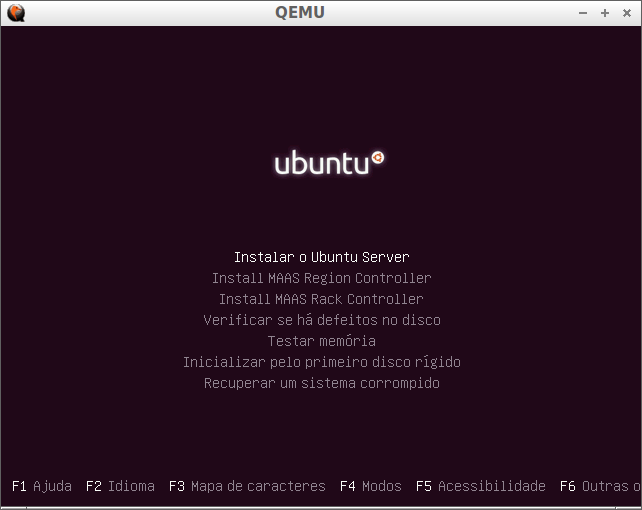 QEMU
ubuntu
Instalar o Ubuntu Server
Install MAAS Region Controller
Install MAAS Rack Controller
Verificar se há defeitos no disco
Testar memória
Inicializar pelo primeiro disco rígido
Recuperar um sistema corrompido
F1 Ajuda F2 Idioma F3 Mapa de caracteres F4 Modos F5 Acessibilidade F6 Outras o